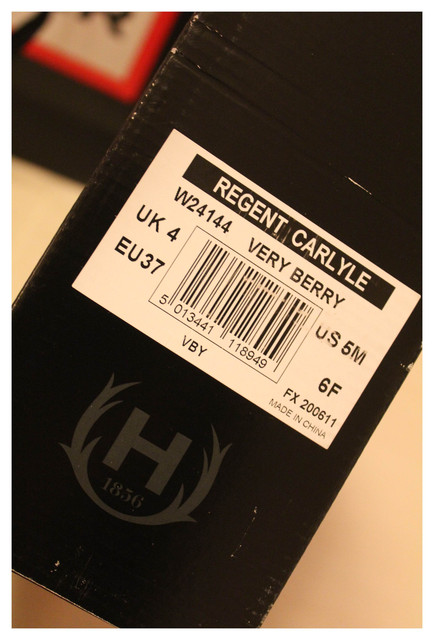 REGENT CARLYLE
W24144 VERY BERRY
UK 4
EU37
US 5M
6F
5 013441 118949
VBY
FX 200611
MADE IN CHINA
H
1856